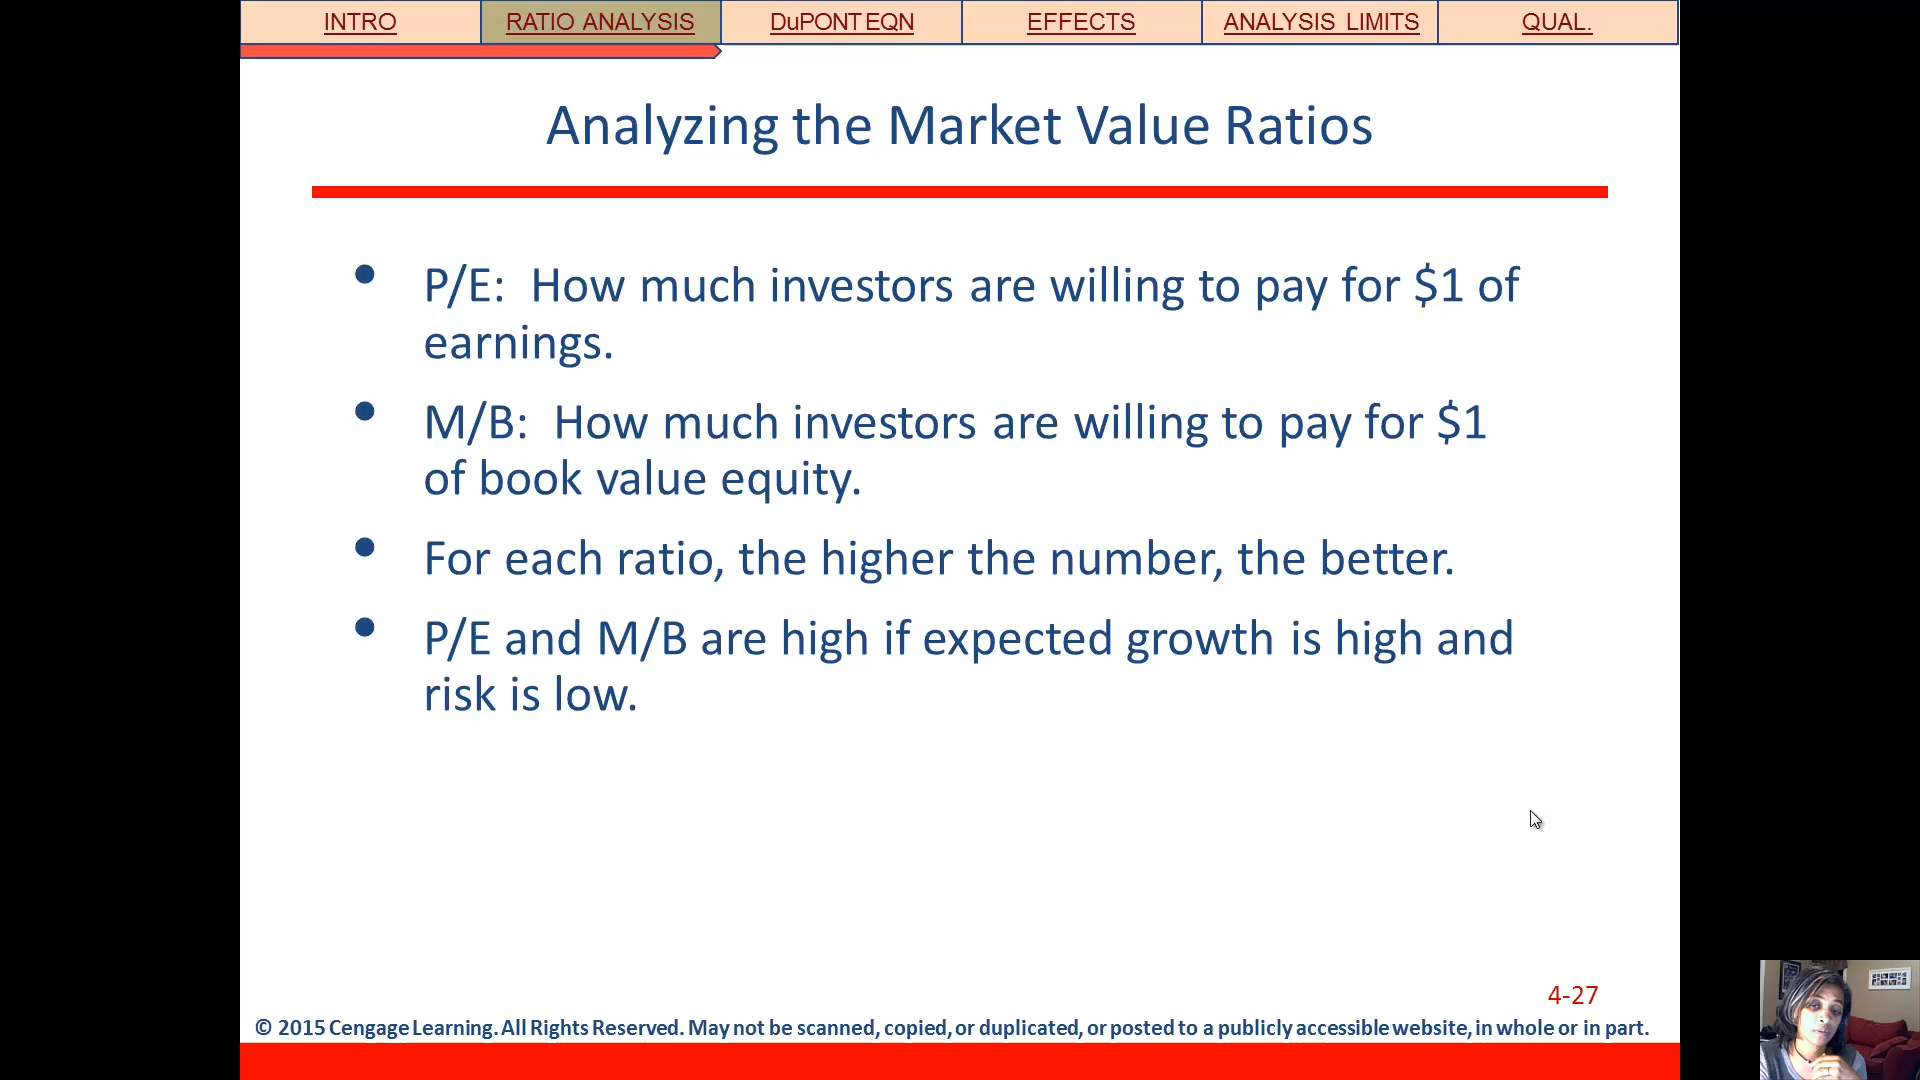 INTRO
RATIO ANALYSIS
DuPONT EQN
EFFECTS
ANALYSIS LIMITS
QUAL.
Analyzing the Market Value Ratios
• P/E: How much investors are willing to pay for $1 of
earnings.
• M/B: How much investors are willing to pay for $1
of book value equity.
• For each ratio, the higher the number, the better.
• P/E and M/B are high if expected growth is high and
risk is low.
4-27
© 2015 Cengage Learning. All Rights Reserved. May not be scanned, copied, or duplicated, or posted to a publicly accessible website, in whole or in part.